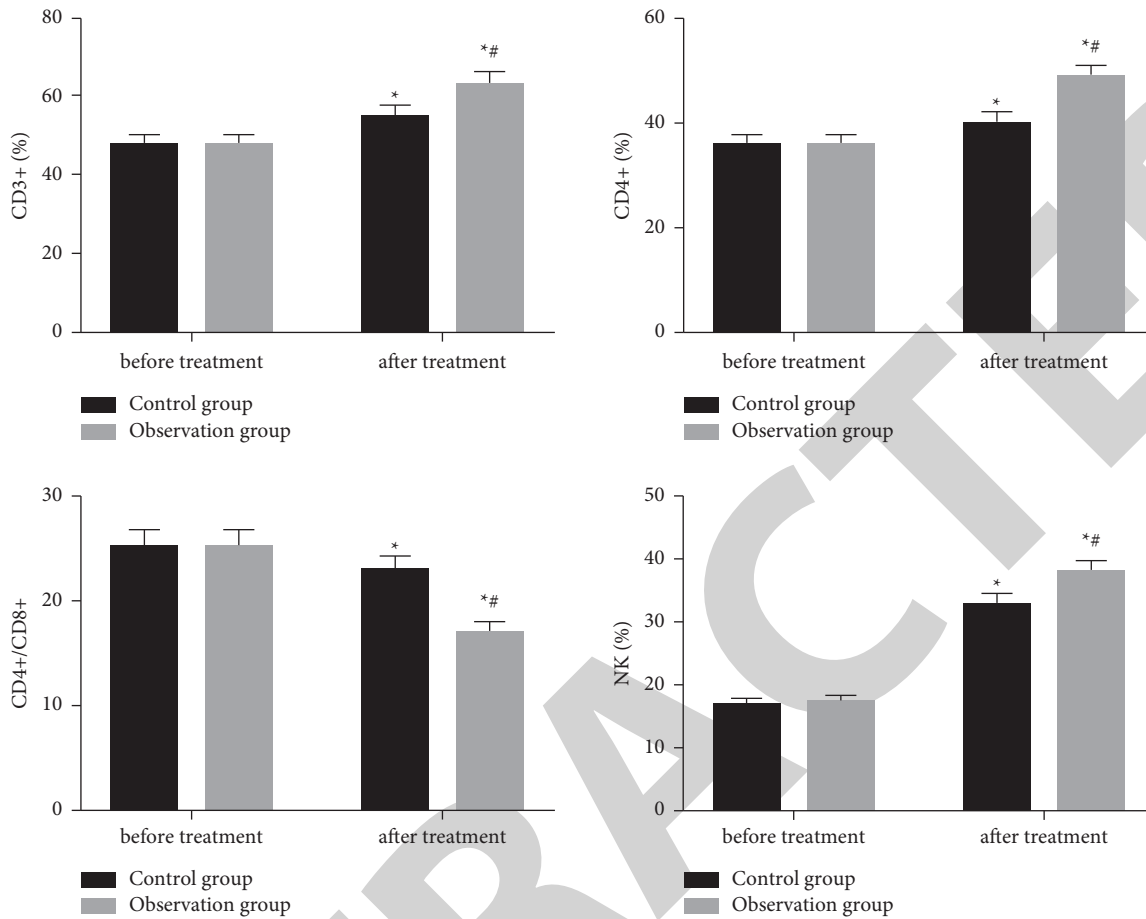 80
60
40
20
0
CD3+ (%)
*
*#
before treatment
after treatment
Control group
Observation group
60
40
20
0
CD4+ (%)
*
*#
before treatment
after treatment
Control group
Observation group
30
20
10
0
CD4+/CD8+
*
*#
before treatment
after treatment
Control group
Observation group
50
40
30
20
10
0
NK (%)
*
*#
before treatment
after treatment
Control group
Observation group
RACTE